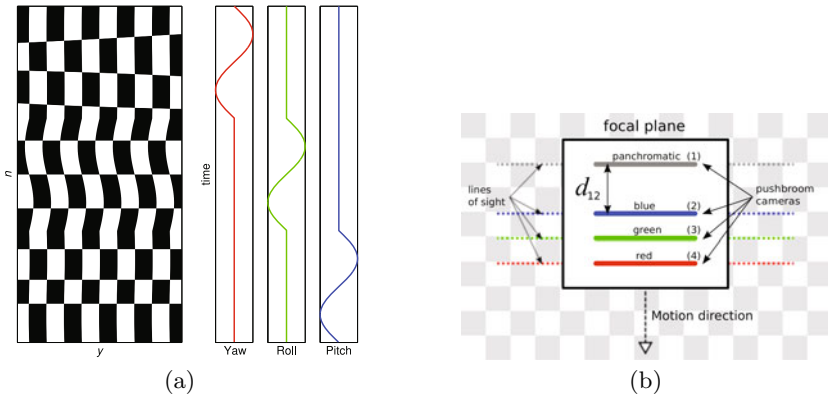 n
y
time
Yaw
Roll
Pitch
(a)
focal plane
panchromatic (1)
d12
blue (2)
green (3)
red (4)
lines
of sight
pushbroom
cameras
Motion direction
(b)